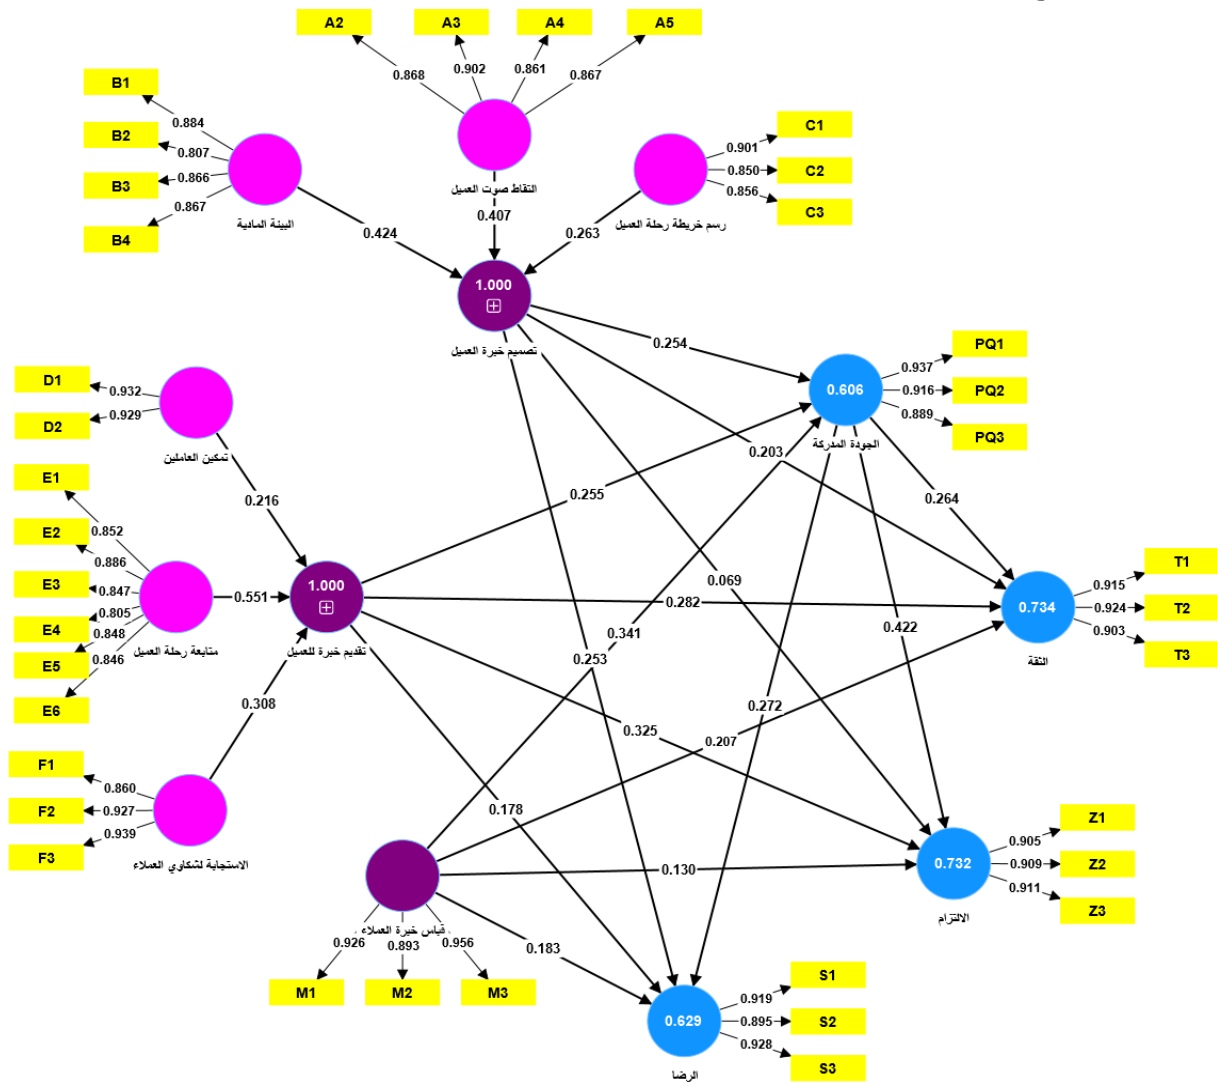 A2
A3
A4
A5
0.868
0.902
0.861
0.867
B1
B2
B3
B4
0.884
0.807
0.866
0.867
البيئة المادية
التقاط صوت العميل
C1
C2
C3
0.901
0.850
0.856
رسم خريطة رحلة العميل
0.424
0.407
0.263
1.000
تصميم خبرة العميل
0.254
0.203
0.069
0.253
PQ1
PQ2
PQ3
0.937
0.916
0.889
0.606
الجودة المدركة
D1
D2
0.932
0.929
تمكين العاملين
0.216
E1
E2
E3
E4
E5
E6
0.852
0.886
0.847
0.805
0.848
0.846
متابعة رحلة العميل
0.551
1.000
تقديم خبرة للعميل
0.308
0.255
0.282
0.325
0.178
0.264
0.422
0.272
T1
T2
T3
0.915
0.924
0.903
0.734
الثقة
F1
F2
F3
0.860
0.927
0.939
الاستجابة لشكاوي العملاء
0.341
0.207
0.130
0.183
قياس خبرة العملاء
0.926
0.893
0.956
M1
M2
M3
0.732
الالتزام
0.905
0.909
0.911
Z1
Z2
Z3
0.629
الرضا
0.919
0.895
0.928
S1
S2
S3